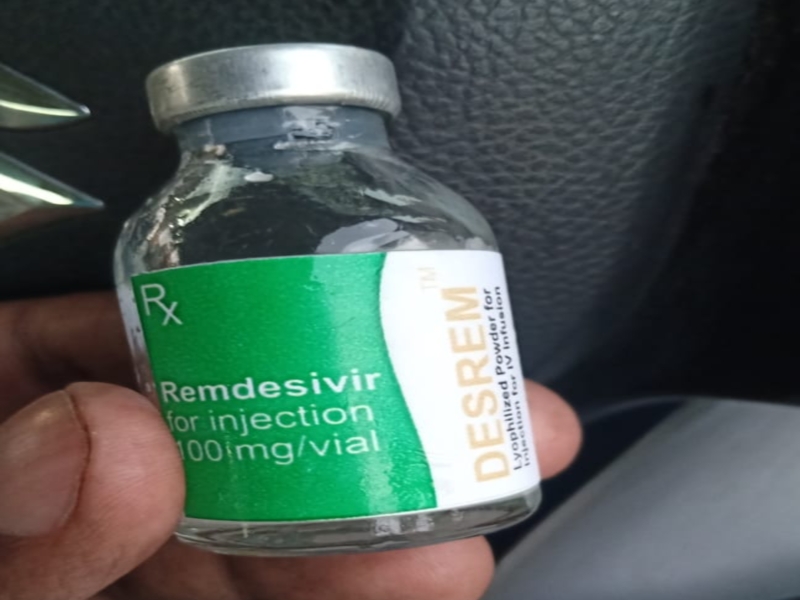 Rx
Remdesivir
for injection
100 mg/vial
DESREM™
Lyophilized Powder for
Injection for IV Infusion